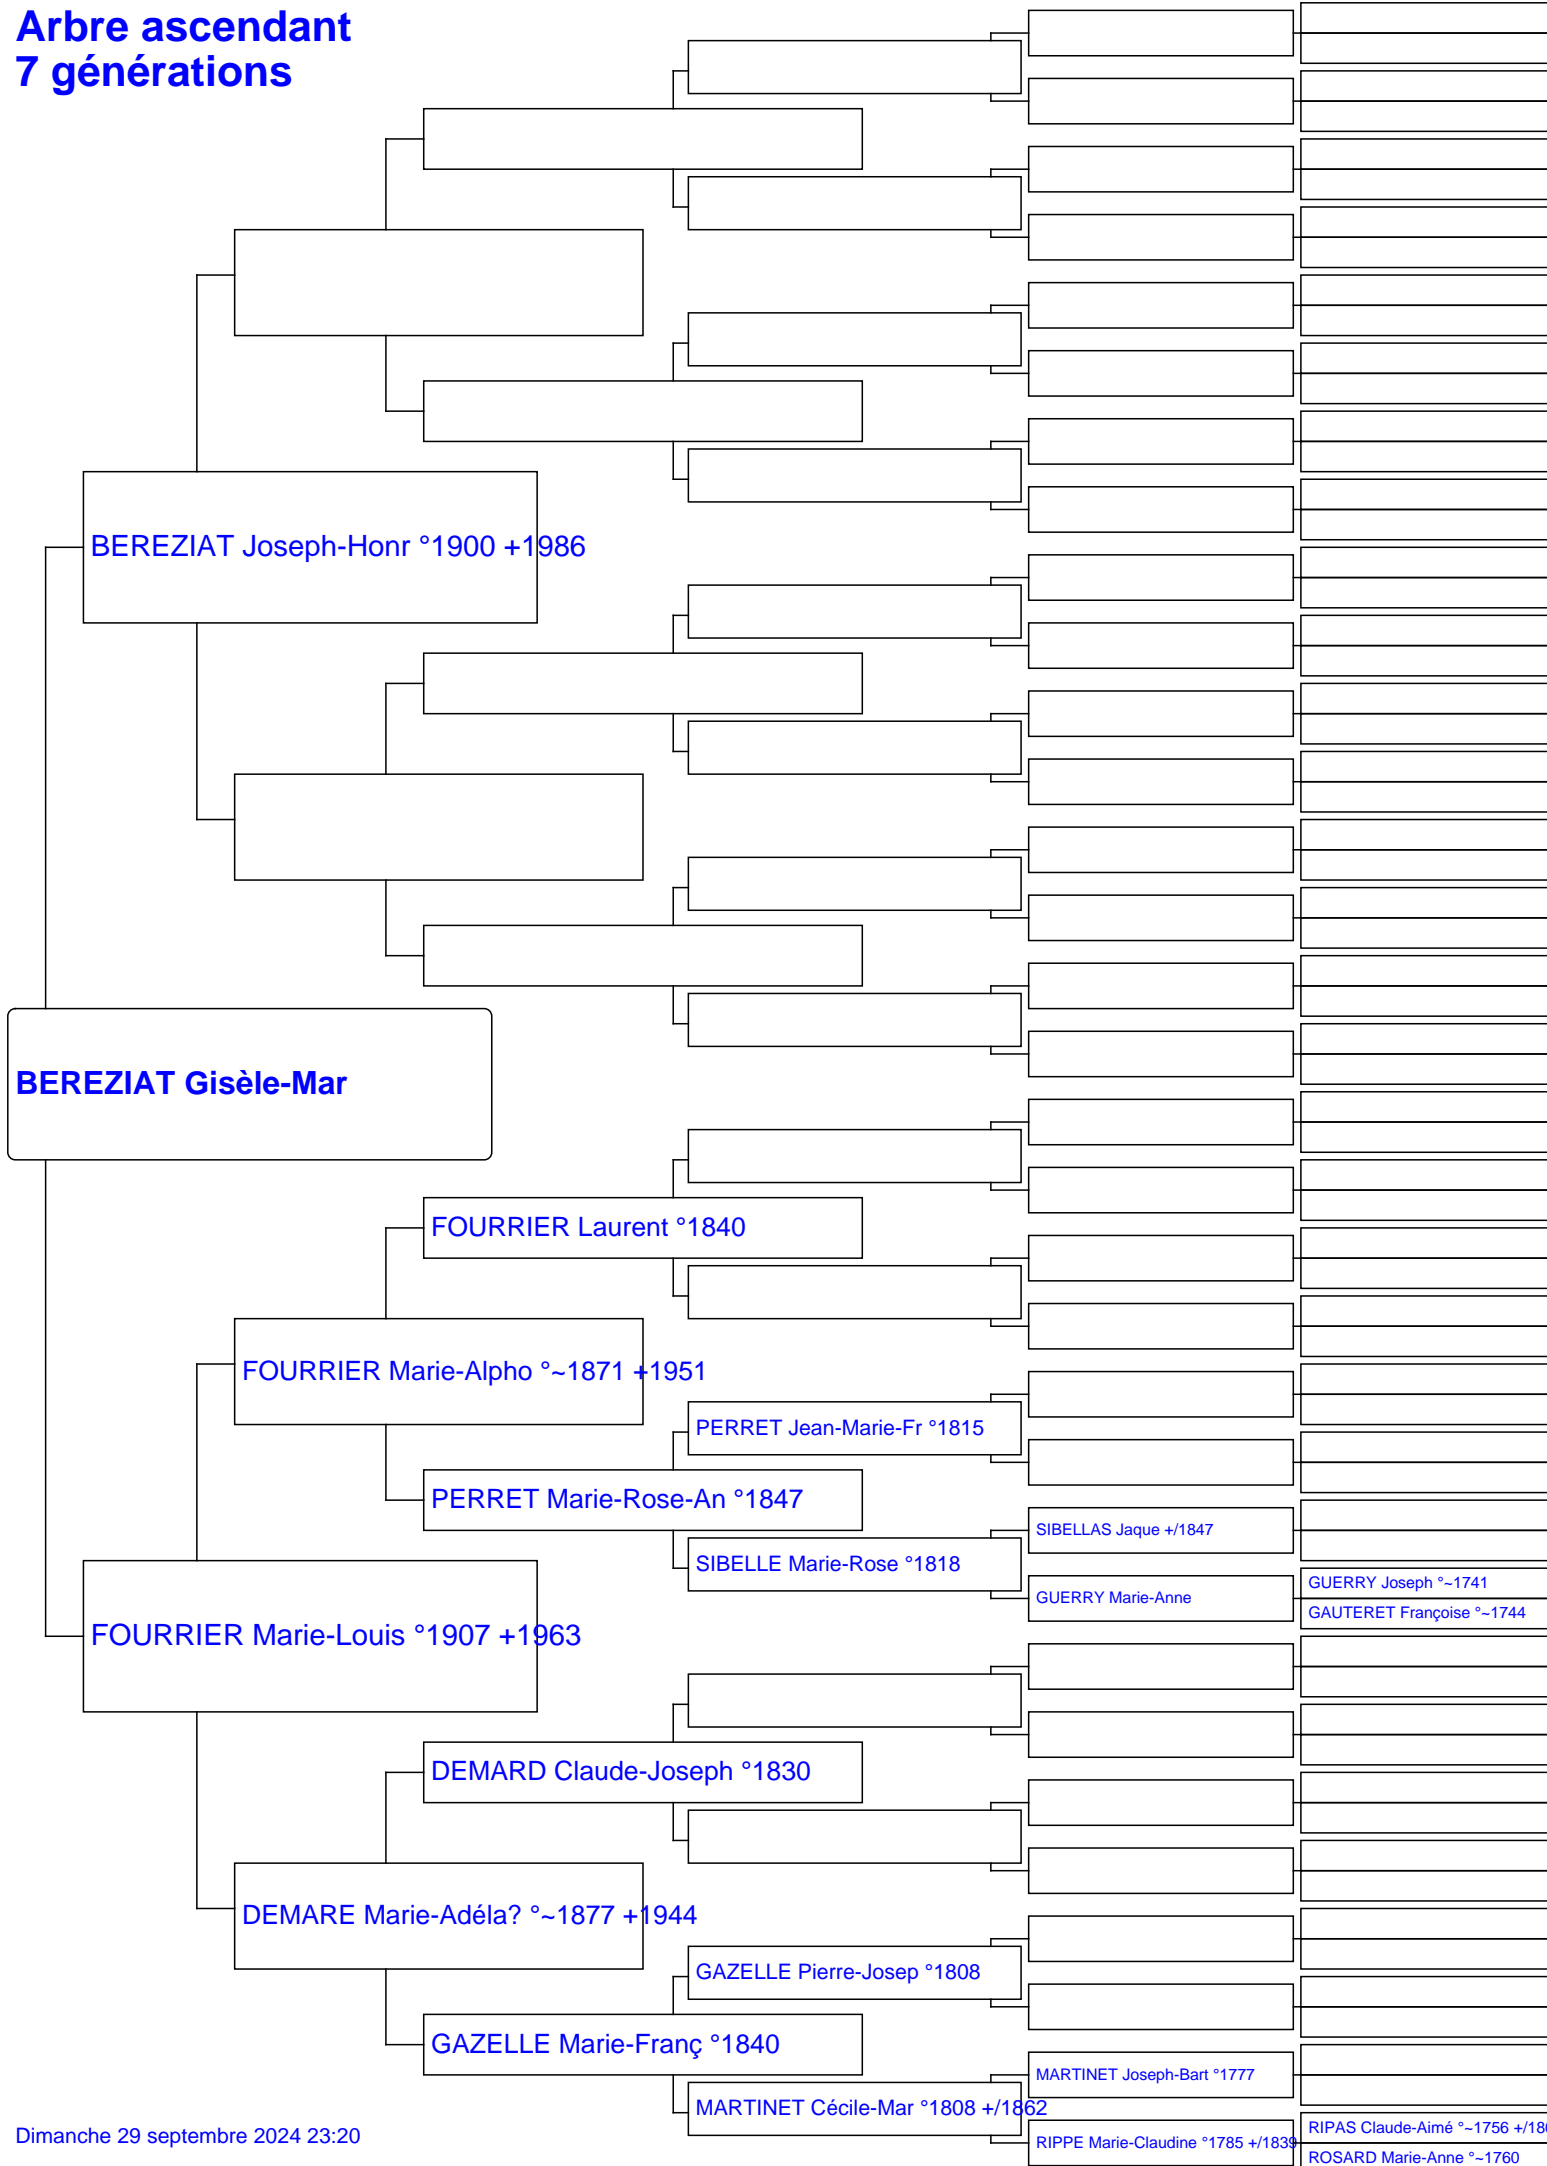 Arbre ascendant
7 générations
BEREZIAT Joseph-Honr °1900 +1986
BEREZIAT Gisèle-Mar
FOURRIER Laurent °1840
FOURRIER Marie-Alpho °~1871 +1951
PERRET Jean-Marie-Fr °1815
PERRET Marie-Rose-An °1847
SIBELLAS Jaque +/1847
SIBELLE Marie-Rose °1818
GUERRY Joseph °~1741
GUERRY Marie-Anne
GAUTERET Françoise °~1744
FOURRIER Marie-Louis °1907 +1963
DEMARD Claude-Joseph °1830
DEMARE Marie-Adéla? °~1877 +1944
GAZELLE Pierre-Josep °1808
GAZELLE Marie-Franç °1840
MARTINET Joseph-Bart °1777
MARTINET Cécile-Mar °1808 +/1862
RIPAS Claude-Aimé °~1756
RIPPE Marie-Claudine °1785 +/1839
ROSARD Marie-Anne °~1760
Dimanche 29 septembre 2024 23:20